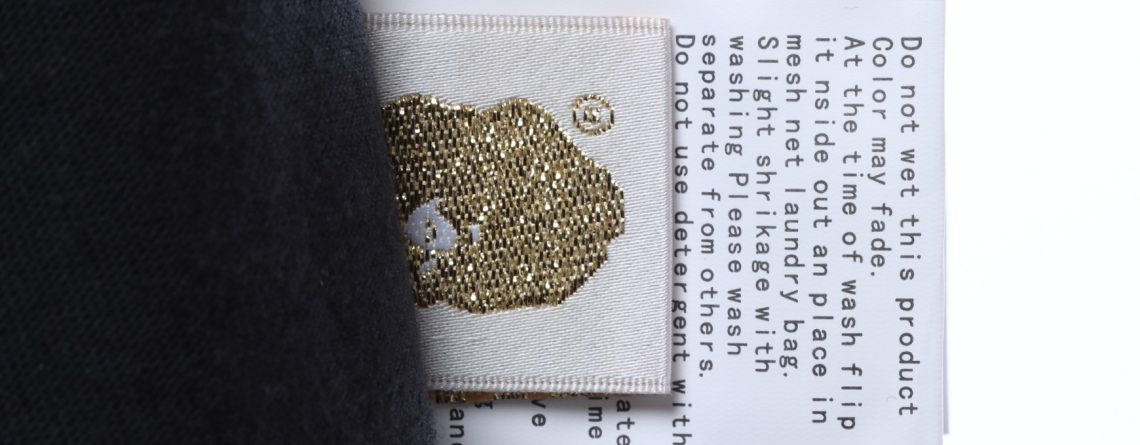 Do not wet this product
Color may fade.
At the time of wash flip
it nside out an place in
mesh net laundry bag.
Slight shrikage with
washing Please wash
separate from others.
Do not use detergent with